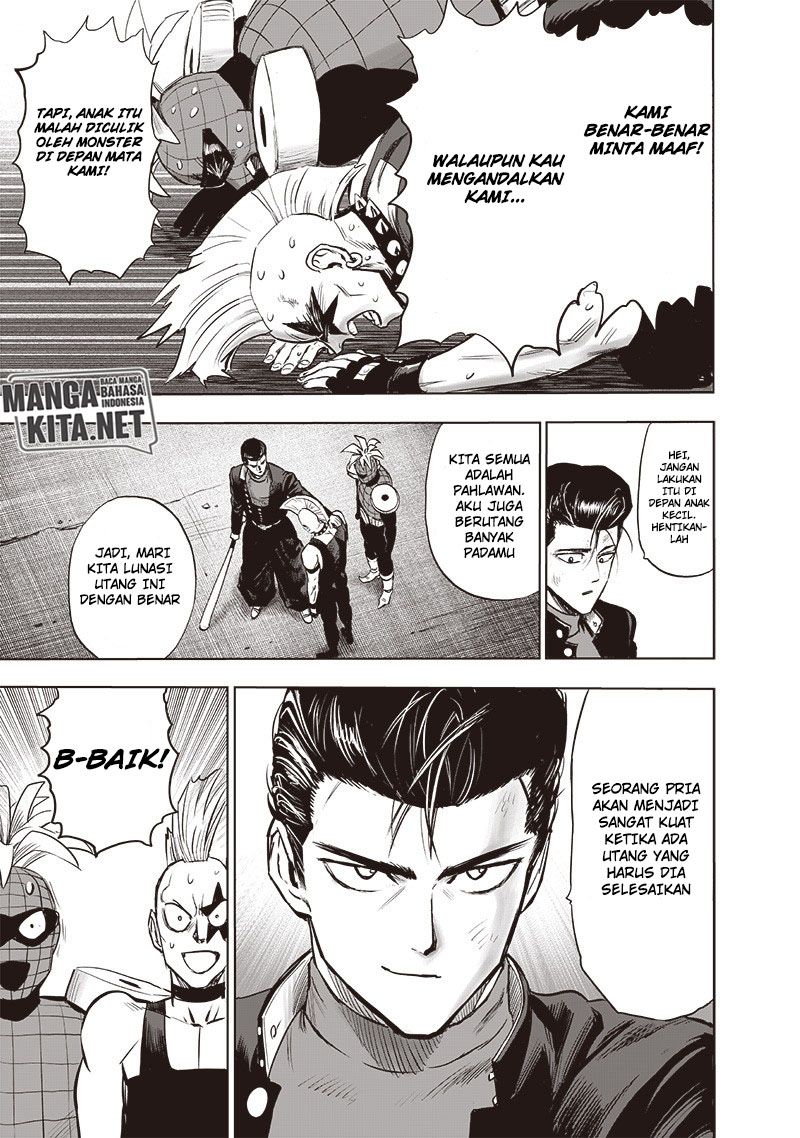 KAMI
BENAR-BENAR
MINTA MAAF!
WALAUPUN KAU
MENGANDALKAN
KAMI...
TAPI, ANAK ITU
MALAH DICULIK
OLEH MONSTER
DI DEPAN MATA
KAMI!
MANGA
BACA MANGA
BAHASA
INDONESIA
KITA.NET
HEI,
JANGAN
LAKUKAN
ITU DI
DEPAN ANAK
KECIL.
HENTIKAN-
LAH
KITA SEMUA
ADALAH
PAHLAWAN.
AKU JUGA
BERUTANG
BANYAK
PADAMU
JADI, MARI
KITA LUNASI
UTANG INI
DENGAN BENAR
SEORANG PRIA
AKAN MENJADI
SANGAT KUAT
KETIKA ADA
UTANG YANG
HARUS DIA
SELESAIKAN
B-BAIK!